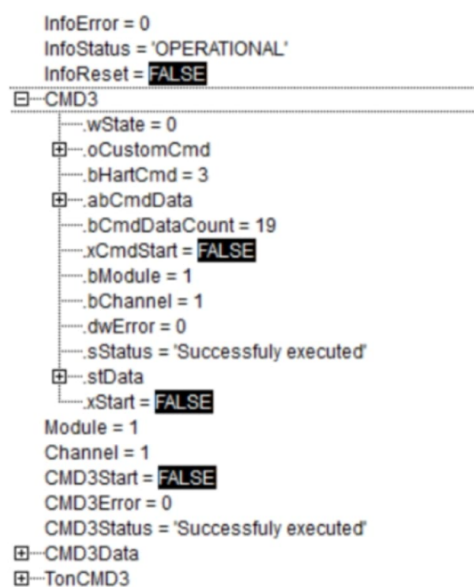 InfoError = 0
InfoStatus = 'OPERATIONAL'
InfoReset = FALSE
CMD3
.wState = 0
.oCustomCmd
.bHartCmd = 3
.abCmdData
.bCmdDataCount = 19
.xCmdStart = FALSE
.bModule = 1
.bChannel = 1
.dwError = 0
.sStatus = 'Successfuly executed'
.stData
.xStart = FALSE
Module = 1
Channel = 1
CMD3Start = FALSE
CMD3Error = 0
CMD3Status = 'Successfuly executed'
CMD3Data
TonCMD3